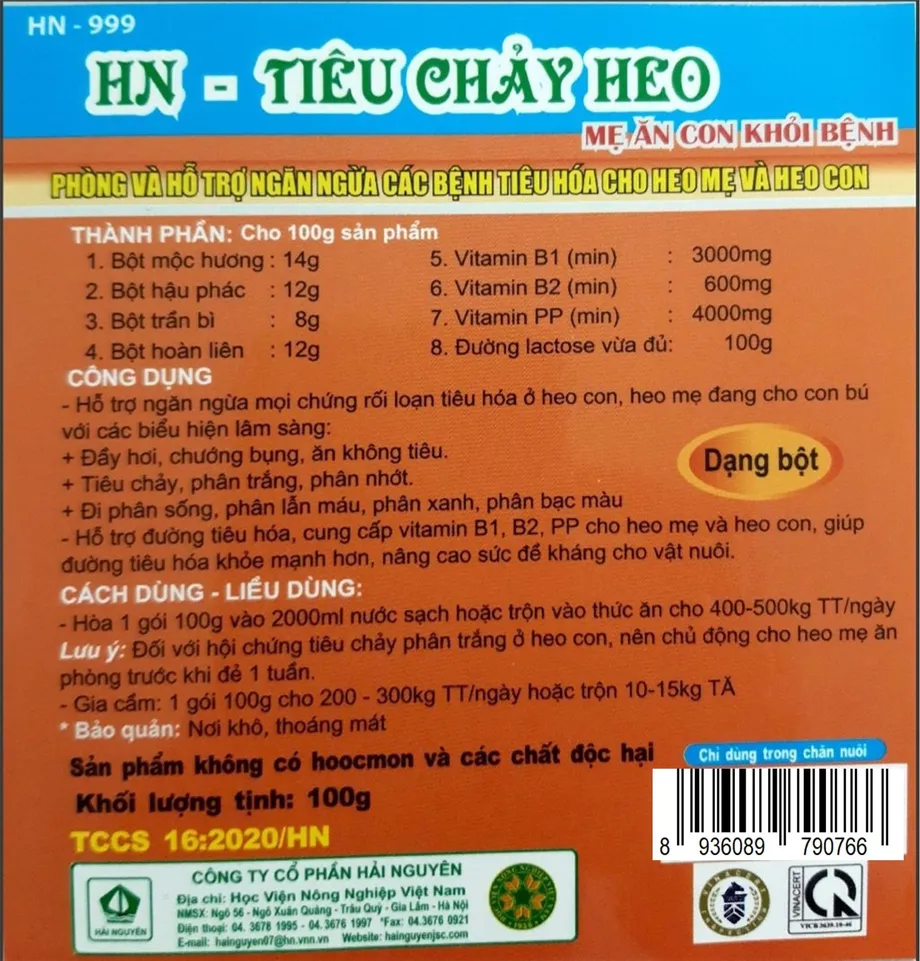 HN - 999
HN - TIÊU CHẢY HEO
MẸ ĂN CON KHỎI BỆNH
PHÒNG VÀ HỖ TRỢ NGĂN NGỪA CÁC BỆNH TIÊU HÓA CHO HEO MẸ VÀ HEO CON
THÀNH PHẦN: Cho 100g sản phẩm
1. Bột mộc hương : 14g
2. Bột hậu phác : 12g
3. Bột trần bì : 8g
4. Bột hoàn liên : 12g
5. Vitamin B1 (min) : 3000mg
6. Vitamin B2 (min) : 600mg
7. Vitamin PP (min) : 4000mg
8. Đường lactose vừa đủ: 100g
CÔNG DỤNG
- Hỗ trợ ngăn ngừa mọi chứng rối loạn tiêu hóa ở heo con, heo mẹ đang cho con bú
với các biểu hiện lâm sàng:
+ Đầy hơi, chướng bụng, ăn không tiêu.
+ Tiêu chảy, phân trắng, phân nhớt.
+ Đi phân sống, phân lẫn máu, phân xanh, phân bạc màu
- Hỗ trợ đường tiêu hóa, cung cấp vitamin B1, B2, PP cho heo mẹ và heo con, giúp
đường tiêu hóa khỏe mạnh hơn, nâng cao sức đề kháng cho vật nuôi.
Dạng bột
CÁCH DÙNG - LIỀU DÙNG:
- Hòa 1 gói 100g vào 2000ml nước sạch hoặc trộn vào thức ăn cho 400-500kg TT/ngày
Lưu ý: Đối với hội chứng tiêu chảy phân trắng ở heo con, nên chủ động cho heo mẹ ăn
phòng trước khi đẻ 1 tuần.
- Gia cầm: 1 gói 100g cho 200 - 300kg TT/ngày hoặc trộn 10-15kg TĂ
* Bảo quản: Nơi khô, thoáng mát
Sản phẩm không có hoocmon và các chất độc hại
Chỉ dùng trong chăn nuôi
Khối lượng tịnh: 100g
TCCS 16:2020/HN
8 936089 790766
HẢI NGUYÊN
CÔNG TY CỔ PHẦN HẢI NGUYÊN
Địa chỉ: Học Viện Nông Nghiệp Việt Nam
NMSX: Ngõ 56 - Ngô Xuân Quảng - Trâu Quỳ - Gia Lâm - Hà Nội
Điện thoại: 04. 3678 1995 - 04.3676 1997 *Fax: 04.3676 0921
E-mail: hainguyen07@hn.vnn.vn Website: hainguyenjsc.com
VINACERT